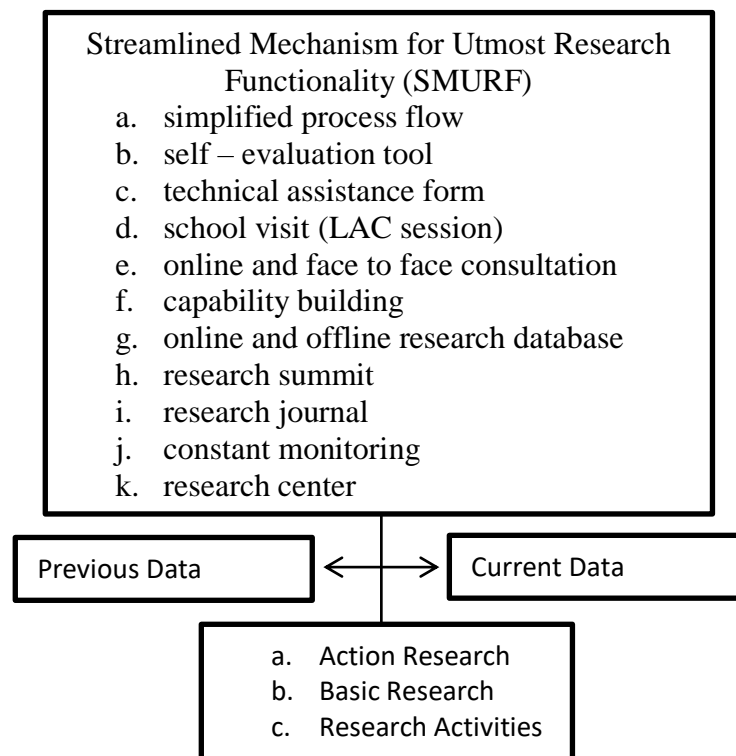 Streamlined Mechanism for Utmost Research
Functionality (SMURF)
a. simplified process flow
b. self – evaluation tool
c. technical assistance form
d. school visit (LAC session)
e. online and face to face consultation
f. capability building
g. online and offline research database
h. research summit
i. research journal
j. constant monitoring
k. research center
Previous Data
Current Data
a. Action Research
b. Basic Research
c. Research Activities